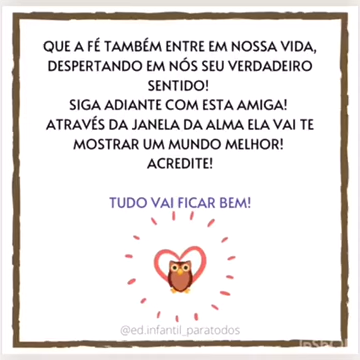 QUE A FÉ TAMBÉM ENTRE EM NOSSA VIDA,
DESPERTANDO EM NÓS SEU VERDADEIRO
SENTIDO!
SIGA ADIANTE COM ESTA AMIGA!
ATRAVÉS DA JANELA DA ALMA ELA VAI TE
MOSTRAR UM MUNDO MELHOR!
ACREDITE!
TUDO VAI FICAR BEM!
@ed.infantil_paratodos